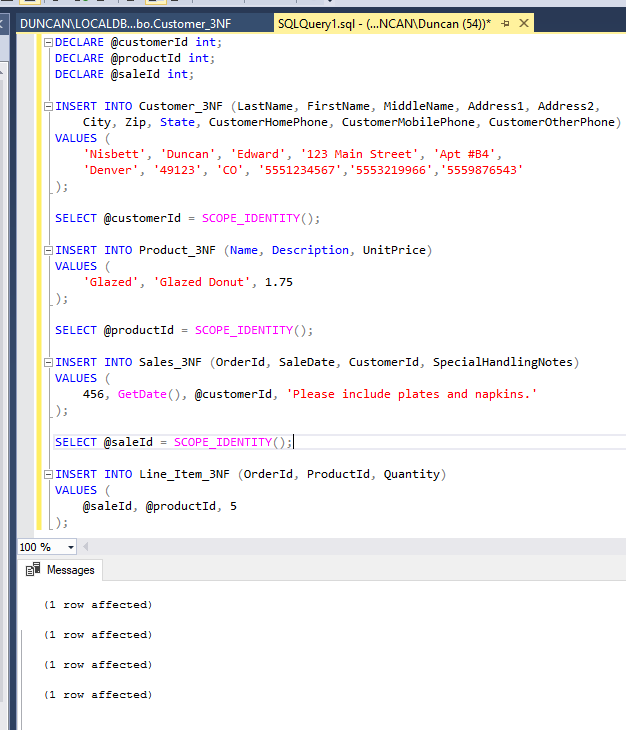 DUNCAN\LOCALDB...bo.Customer_3NF
SQLQuery1.sql - (...NCAN\Duncan (54))*
DECLARE @customerId int;
DECLARE @productId int;
DECLARE @saleId int;
INSERT INTO Customer_3NF (LastName, FirstName, MiddleName, Address1, Address2,
City, Zip, State, CustomerHomePhone, CustomerMobilePhone, CustomerOtherPhone)
VALUES (
'Nisbett', 'Duncan', 'Edward', '123 Main Street', 'Apt #B4',
'Denver', '49123', 'CO', '5551234567','5553219966','5559876543'
);
SELECT @customerId = SCOPE_IDENTITY();
INSERT INTO Product_3NF (Name, Description, UnitPrice)
VALUES (
'Glazed', 'Glazed Donut', 1.75
);
SELECT @productId = SCOPE_IDENTITY();
INSERT INTO Sales_3NF (OrderId, SaleDate, CustomerId, SpecialHandlingNotes)
VALUES (
456, GetDate(), @customerId, 'Please include plates and napkins.'
);
SELECT @saleId = SCOPE_IDENTITY();
INSERT INTO Line_Item_3NF (OrderId, ProductId, Quantity)
VALUES (
@saleId, @productId, 5
);
100 %
Messages
(1 row affected)
(1 row affected)
(1 row affected)
(1 row affected)